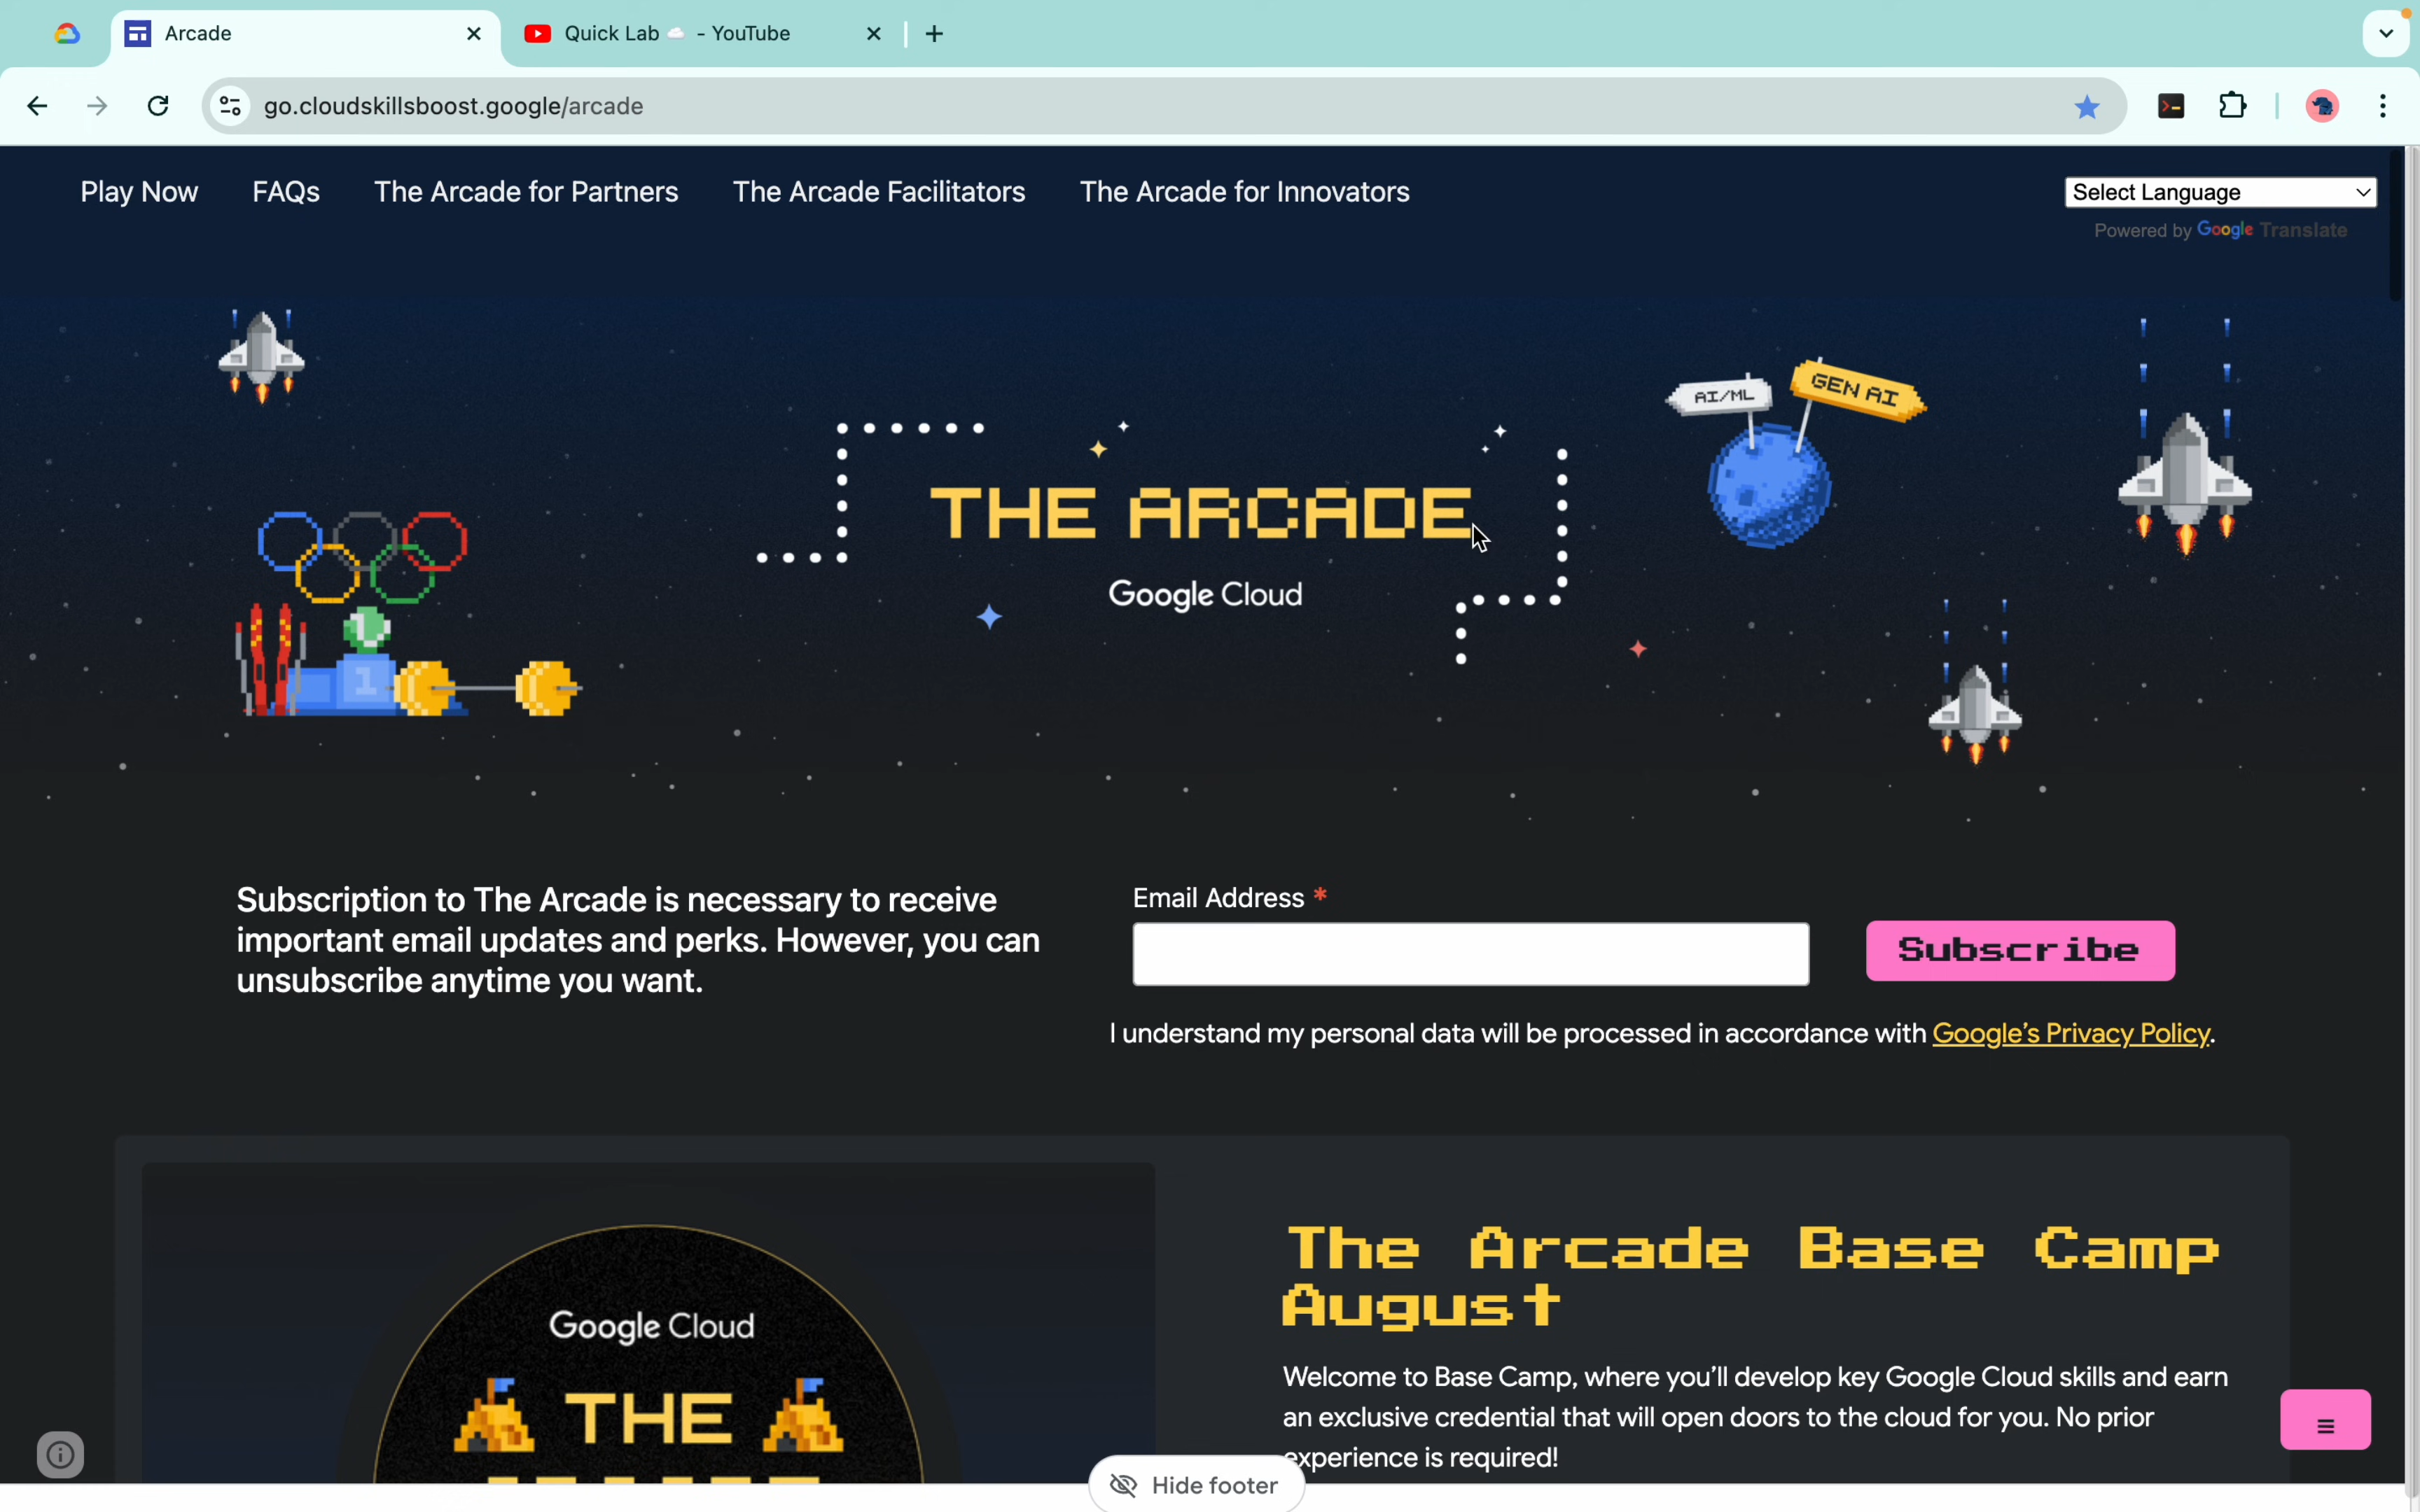 Arcade
Quick Lab ☁️ - YouTube
go.cloudskillsboost.google/arcade
Play Now
FAQs
The Arcade for Partners
The Arcade Facilitators
The Arcade for Innovators
Select Language
Powered by Google Translate
AI/ML
GEN AI
THE ARCADE
Google Cloud
1
Subscription to The Arcade is necessary to receive
important email updates and perks. However, you can
unsubscribe anytime you want.
Email Address *
Subscribe
I understand my personal data will be processed in accordance with Google's Privacy Policy.
Google Cloud
THE
The Arcade Base Camp
August
Welcome to Base Camp, where you'll develop key Google Cloud skills and earn
an exclusive credential that will open doors to the cloud for you. No prior
experience is required!
Hide footer